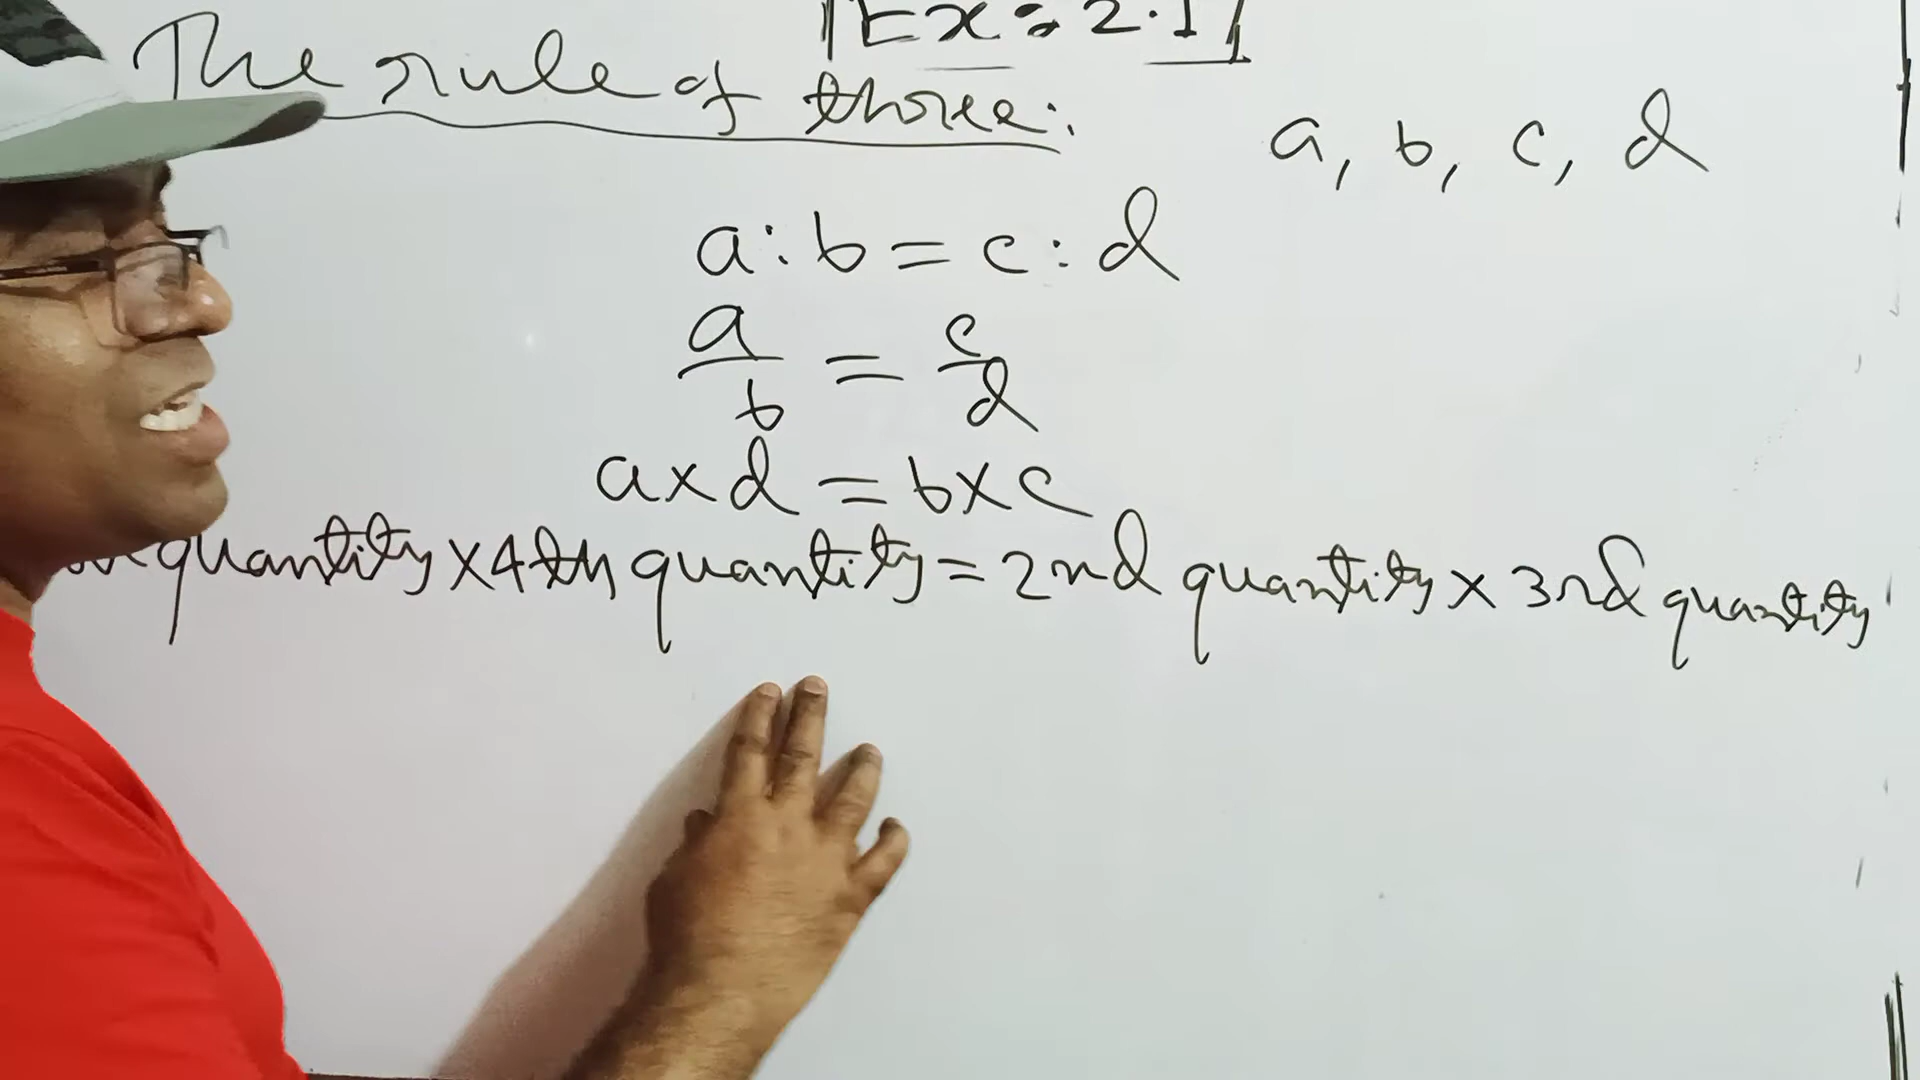 Ex: 2.1
The rule of three:
a, b, c, d
a : b = c : d
a/b = c/d
a x d = b x c
quantity x 4th quantity = 2nd quantity x 3rd quantity